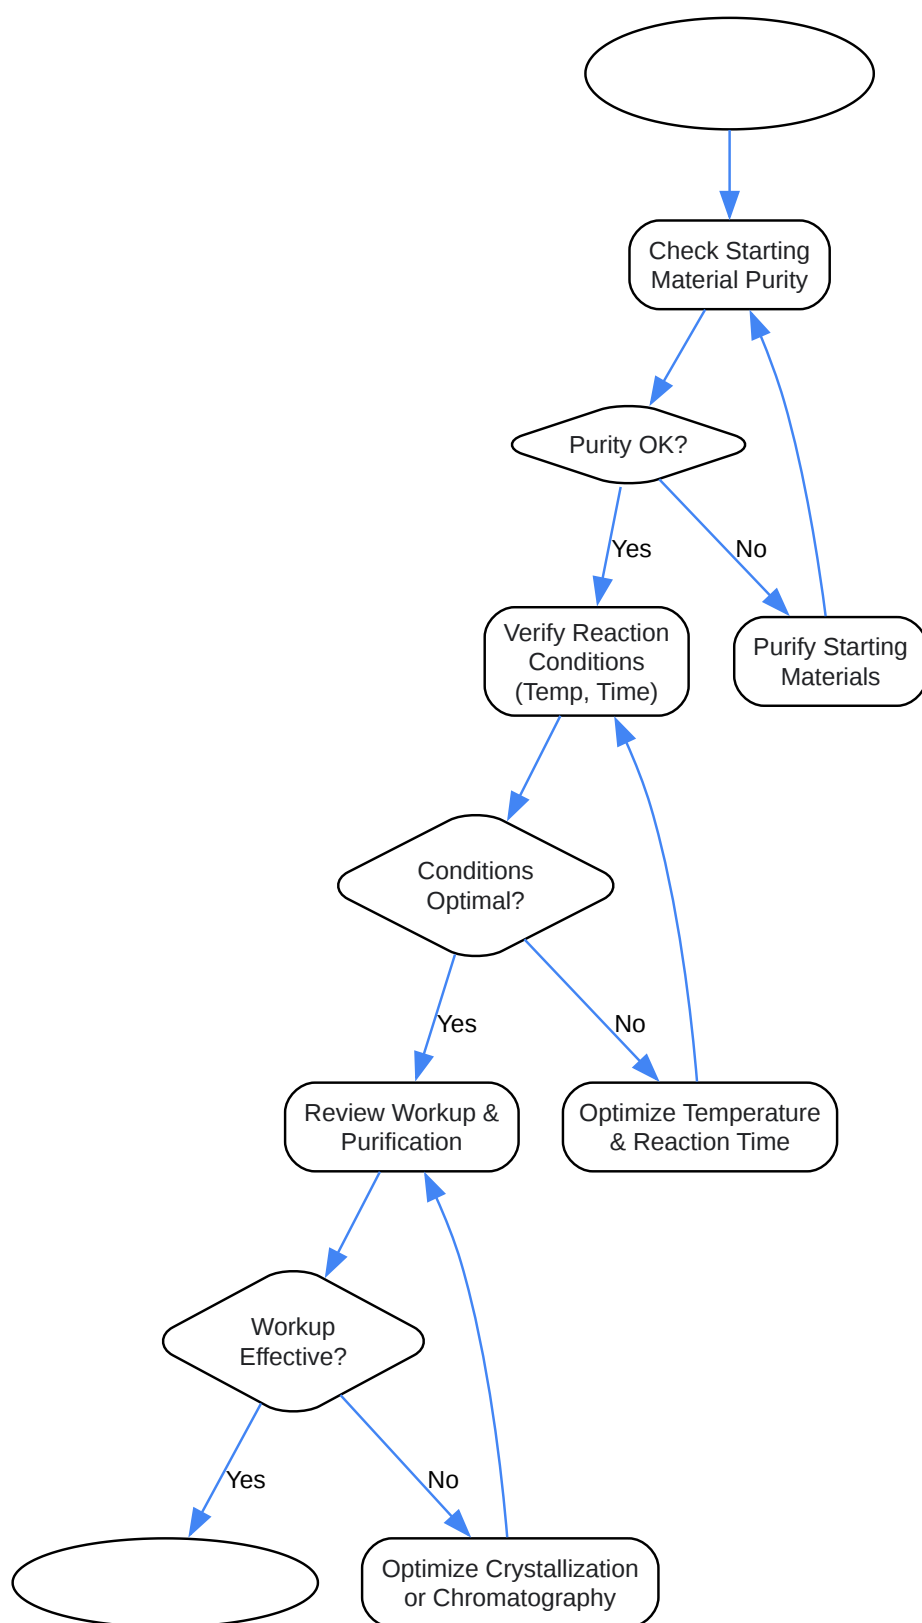 Check Starting
Material Purity
Purity OK?
Yes
No
Verify Reaction
Conditions
(Temp, Time)
Purify Starting
Materials
Conditions
Optimal?
Yes
No
Review Workup &
Purification
Optimize Temperature
& Reaction Time
Workup
Effective?
Yes
No
Optimize Crystallization
or Chromatography